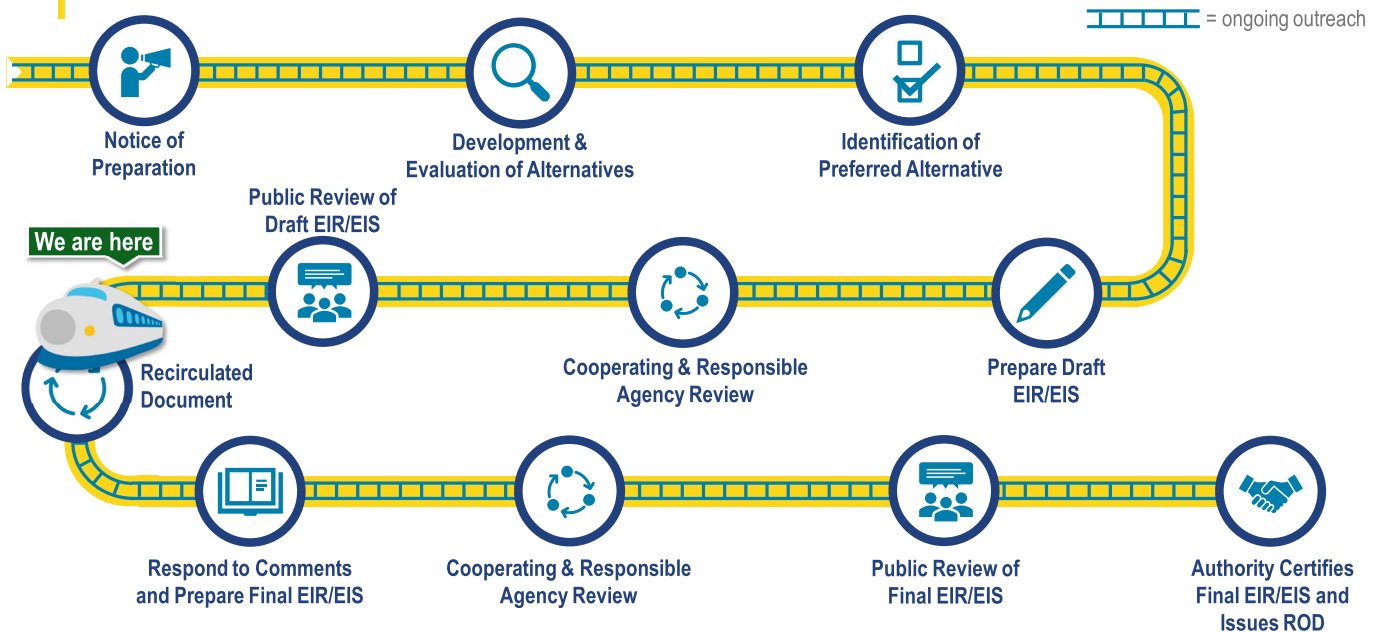 = ongoing outreach
Notice of
Preparation
Development &
Evaluation of Alternatives
Identification of
Preferred Alternative
Prepare Draft
EIR/EIS
Cooperating & Responsible
Agency Review
Public Review of
Draft EIR/EIS
We are here
Recirculated
Document
Respond to Comments
and Prepare Final EIR/EIS
Cooperating & Responsible
Agency Review
Public Review of
Final EIR/EIS
Authority Certifies
Final EIR/EIS and
Issues ROD